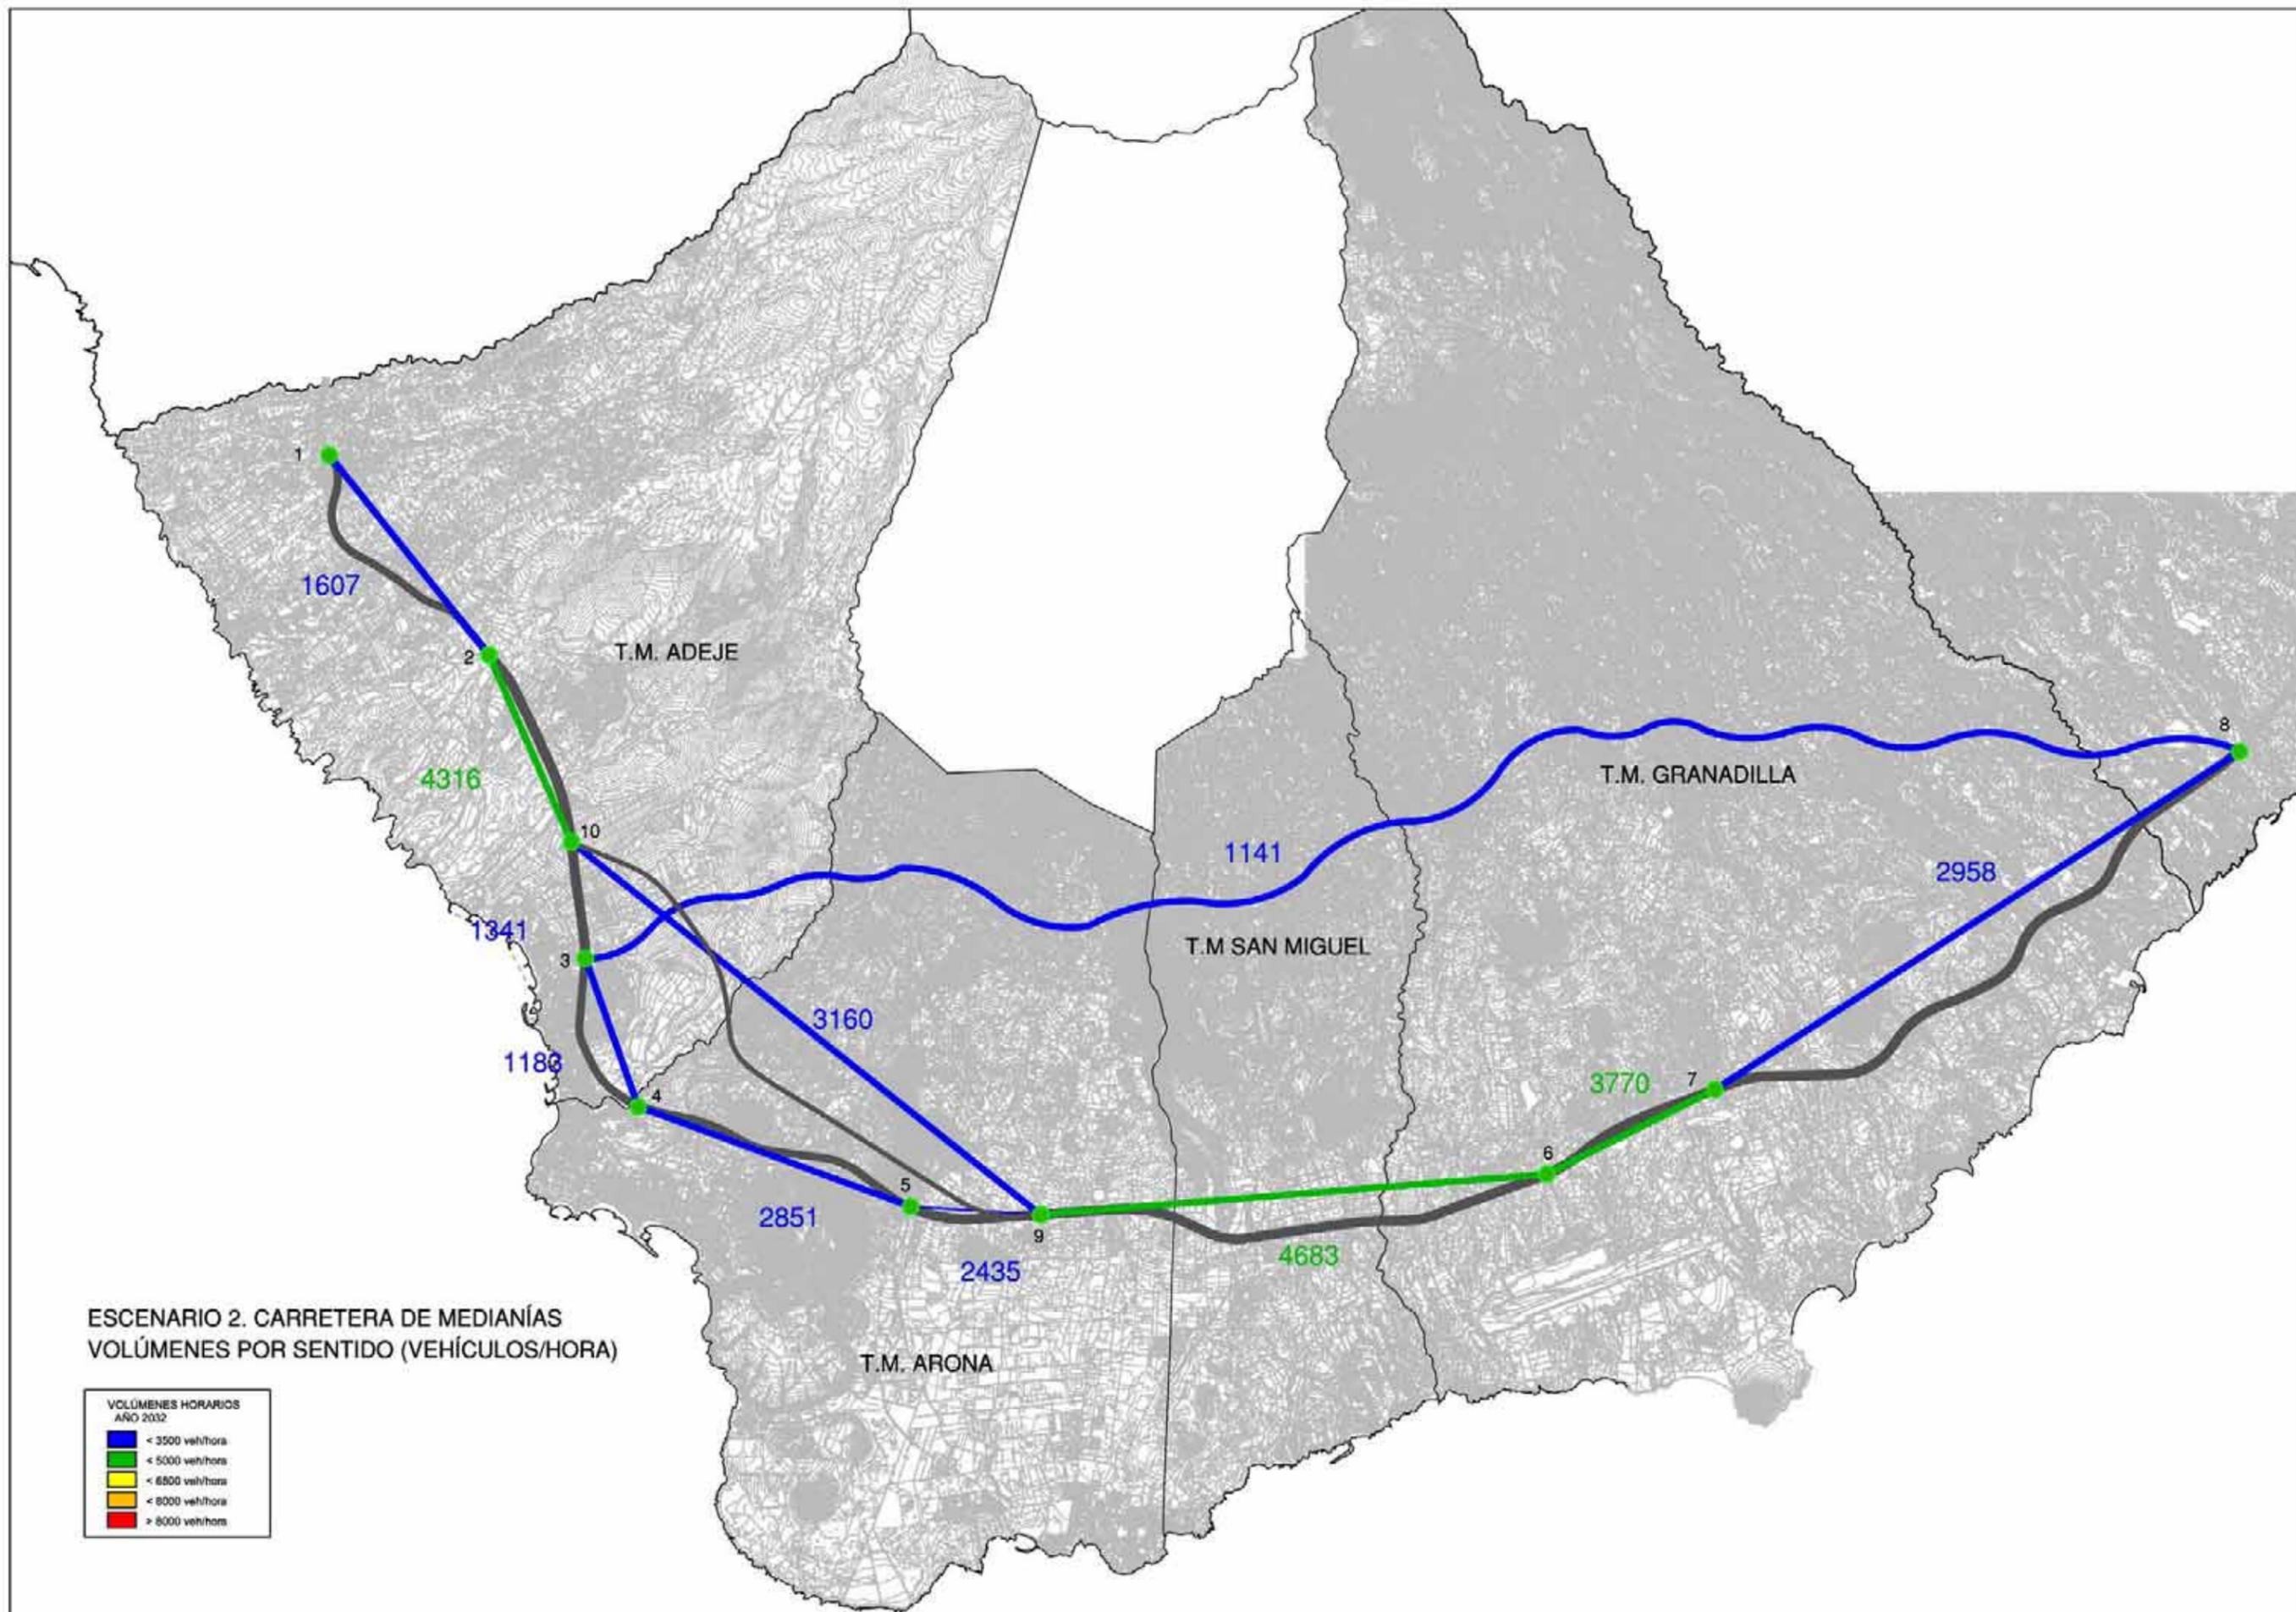 1
1607
2
T.M. ADEJE
8
4316
T.M. GRANADILLA
10
1141
2958
1341
T.M SAN MIGUEL
3
3160
1183
3770
7
4
6
5
2851
9
4683
2435
ESCENARIO 2. CARRETERA DE MEDIANÍAS
VOLÚMENES POR SENTIDO (VEHÍCULOS/HORA)
T.M. ARONA
VOLÚMENES HORARIOS
AÑO 2032
< 3500 veh/hora
< 5000 veh/hora
< 6800 veh/hora
< 8000 veh/hora
> 8000 veh/hora